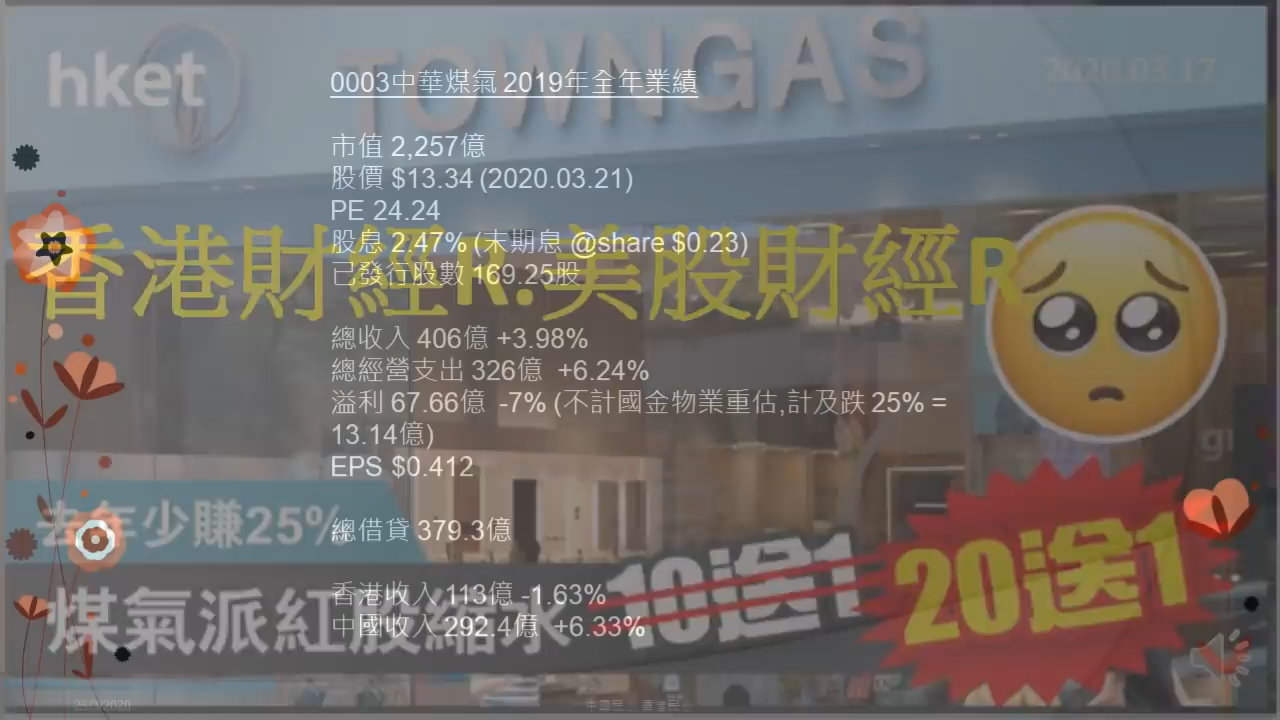 hket
TOWNGAS
2020.03.17
0003中華煤氣 2019年全年業績
市值 2,257億
股價 $13.34 (2020.03.21)
PE 24.24
股息 2.47% (末期息 @share $0.23)
已發行股數 169.25股
香港財經R.美股財經R
總收入 406億 +3.98%
總經營支出 326億 +6.24%
溢利 67.66億 -7% (不計國金物業重估,計及跌 25% =
13.14億)
EPS $0.412
去年少賺25%
總借貸 379.3億
香港收入 113億 -1.63%
中國收入 292.4億 +6.33%
煤氣派紅股縮水
10送1
20送1